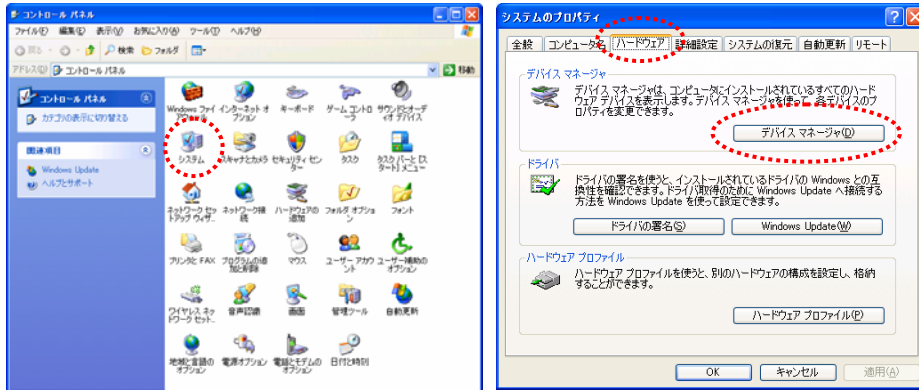 コントロール パネル
ファイル(F) 編集(E) 表示(V) お気に入り(A) ツール(T) ヘルプ(H)
戻る 検索 フォルダ
アドレス(D) コントロール パネル 移動
コントロール パネル
カテゴリの表示に切り替える
関連項目
Windows Update
ヘルプとサポート
Windows ファイ インターネット オ キーボード ゲーム コントロ サウンドとオーデ
アウォール プション ーラ ィオ デバイス
システム スキャナとカメラ セキュリティ セン タスク タスク バーと [ス
ター タート] メニュー
ネットワーク セッ ネットワーク接 ハードウェアの フォルダ オプショ フォント
トアップ ウィザ.. 続 追加 ン
プリンタと FAX プログラムの追 マウス ユーザー アカウ ユーザー補助の
加と削除 ント オプション
ワイヤレス ネッ 音声認識 画面 管理ツール 自動更新
トワーク セット..
地域と言語の 電源オプション 電話とモデムの 日付と時刻
オプション オプション
システムのプロパティ
全般 コンピュータ名 ハードウェア 詳細設定 システムの復元 自動更新 リモート
デバイス マネージャ
デバイス マネージャは、コンピュータにインストールされているすべてのハード
ウェア デバイスを表示します。デバイス マネージャを使って、各デバイスのプ
ロパティを変更できます。
デバイス マネージャ(D)
ドライバ
ドライバの署名を使うと、インストールされているドライバの Windows との互
換性を確認できます。ドライバ取得のために Windows Update へ接続する
方法を Windows Update を使って設定できます。
ドライバの署名(S) Windows Update(W)
ハードウェア プロファイル
ハードウェア プロファイルを使うと、別のハードウェアの構成を設定し、格納
することができます。
ハードウェア プロファイル(P)
OK キャンセル 適用(A)